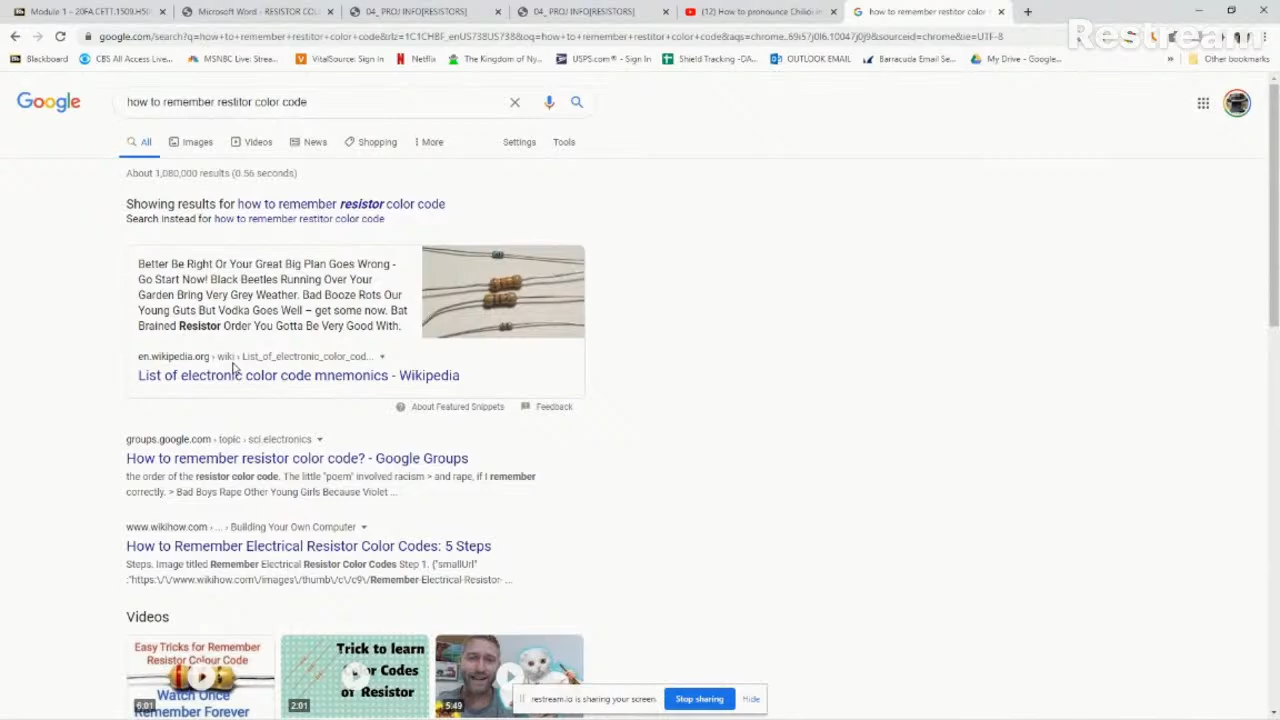 Module 1 - 20FA.CETT.1509.H50
Microsoft Word - RESISTOR COL
04_ PROJ INFO[RESISTORS]
04_ PROJ INFO[RESISTORS]
(12) How to pronounce Chilkoi in
how to remember restitor color c
google.com/search?q=how+to+remember+restitor+color+code&rlz=1C1CHBF_enUS738US738&oq=how+to+remember+restitor+color+code&aqs=chrome..69i57j0l6.10047j0j9&sourceid=chrome&ie=UTF-8
Restream
Blackboard
CBS All Access Live...
MSNBC Live: Strea...
VitalSource: Sign In
Netflix
The Kingdom of Ny...
USPS.com® - Sign In
Shield Tracking -DA...
OUTLOOK EMAIL
Barracuda Email Se...
My Drive - Google...
Other bookmarks
Google
how to remember restitor color code
All
Images
Videos
News
Shopping
More
Settings
Tools
About 1,080,000 results (0.56 seconds)
Showing results for how to remember resistor color code
Search instead for how to remember restitor color code
Better Be Right Or Your Great Big Plan Goes Wrong -
Go Start Now! Black Beetles Running Over Your
Garden Bring Very Grey Weather. Bad Booze Rots Our
Young Guts But Vodka Goes Well – get some now. Bat
Brained Resistor Order You Gotta Be Very Good With.
en.wikipedia.org › wiki › List_of_electronic_color_cod...
List of electronic color code mnemonics - Wikipedia
About Featured Snippets
Feedback
groups.google.com › topic › sci.electronics
How to remember resistor color code? - Google Groups
the order of the resistor color code. The little "poem" involved racism > and rape, if I remember
correctly. > Bad Boys Rape Other Young Girls Because Violet ...
www.wikihow.com › ... › Building Your Own Computer
How to Remember Electrical Resistor Color Codes: 5 Steps
Steps. Image titled Remember Electrical Resistor Color Codes Step 1. {"smallUrl"
:"https:\/\/www.wikihow.com\/images\/thumb\/c\/c9\/Remember-Electrical-Resistor- ...
Videos
Easy Tricks for Remember
Resistor Colour Code
Watch Once
Remember Forever
6:01
Trick to learn
or Codes
of Resistor
2:01
5:49
restream.io is sharing your screen.
Stop sharing
Hide